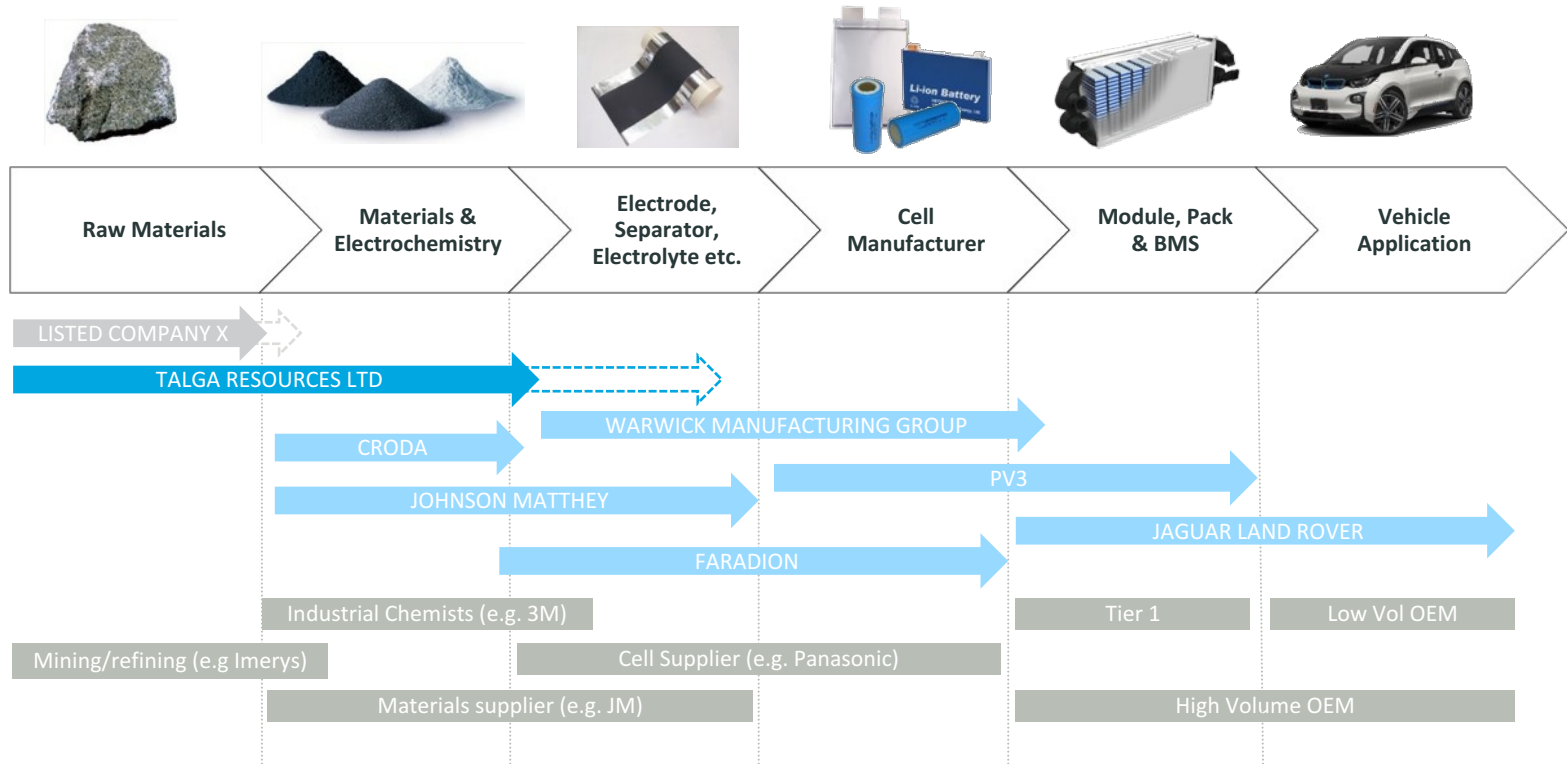 Li-ion Battery
Raw Materials
Materials &
Electrochemistry
Electrode,
Separator,
Electrolyte etc.
Cell
Manufacturer
Module, Pack
& BMS
Vehicle
Application
LISTED COMPANY X
TALGA RESOURCES LTD
WARWICK MANUFACTURING GROUP
CRODA
PV3
JOHNSON MATTHEY
JAGUAR LAND ROVER
FARADION
Industrial Chemists (e.g. 3M)
Tier 1
Low Vol OEM
Mining/refining (e.g Imerys)
Cell Supplier (e.g. Panasonic)
Materials supplier (e.g. JM)
High Volume OEM